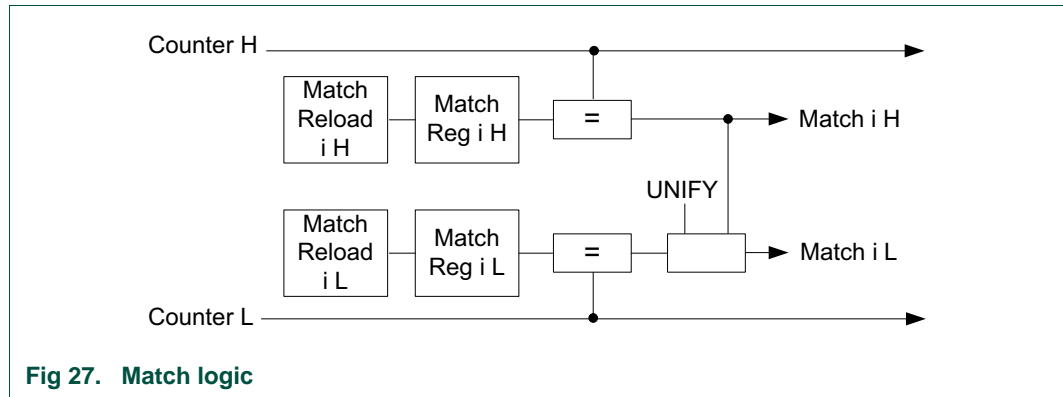 Counter H
Match
Reload
i H
Match
Reg i H
=
Match i H
UNIFY
Match
Reload
i L
Match
Reg i L
=
Match i L
Counter L
Fig 27. Match logic